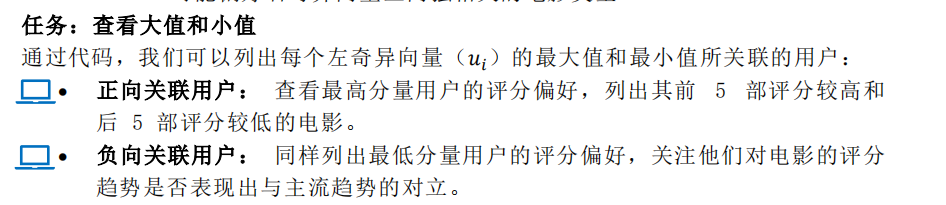 任务：查看大值和小值
通过代码，我们可以列出每个左奇异向量（uᵢ）的最大值和最小值所关联的用户：
• 正向关联用户： 查看最高分量用户的评分偏好，列出其前 5 部评分较高和
后 5 部评分较低的电影。
• 负向关联用户： 同样列出最低分量用户的评分偏好，关注他们对电影的评分
趋势是否表现出与主流趋势的对立。